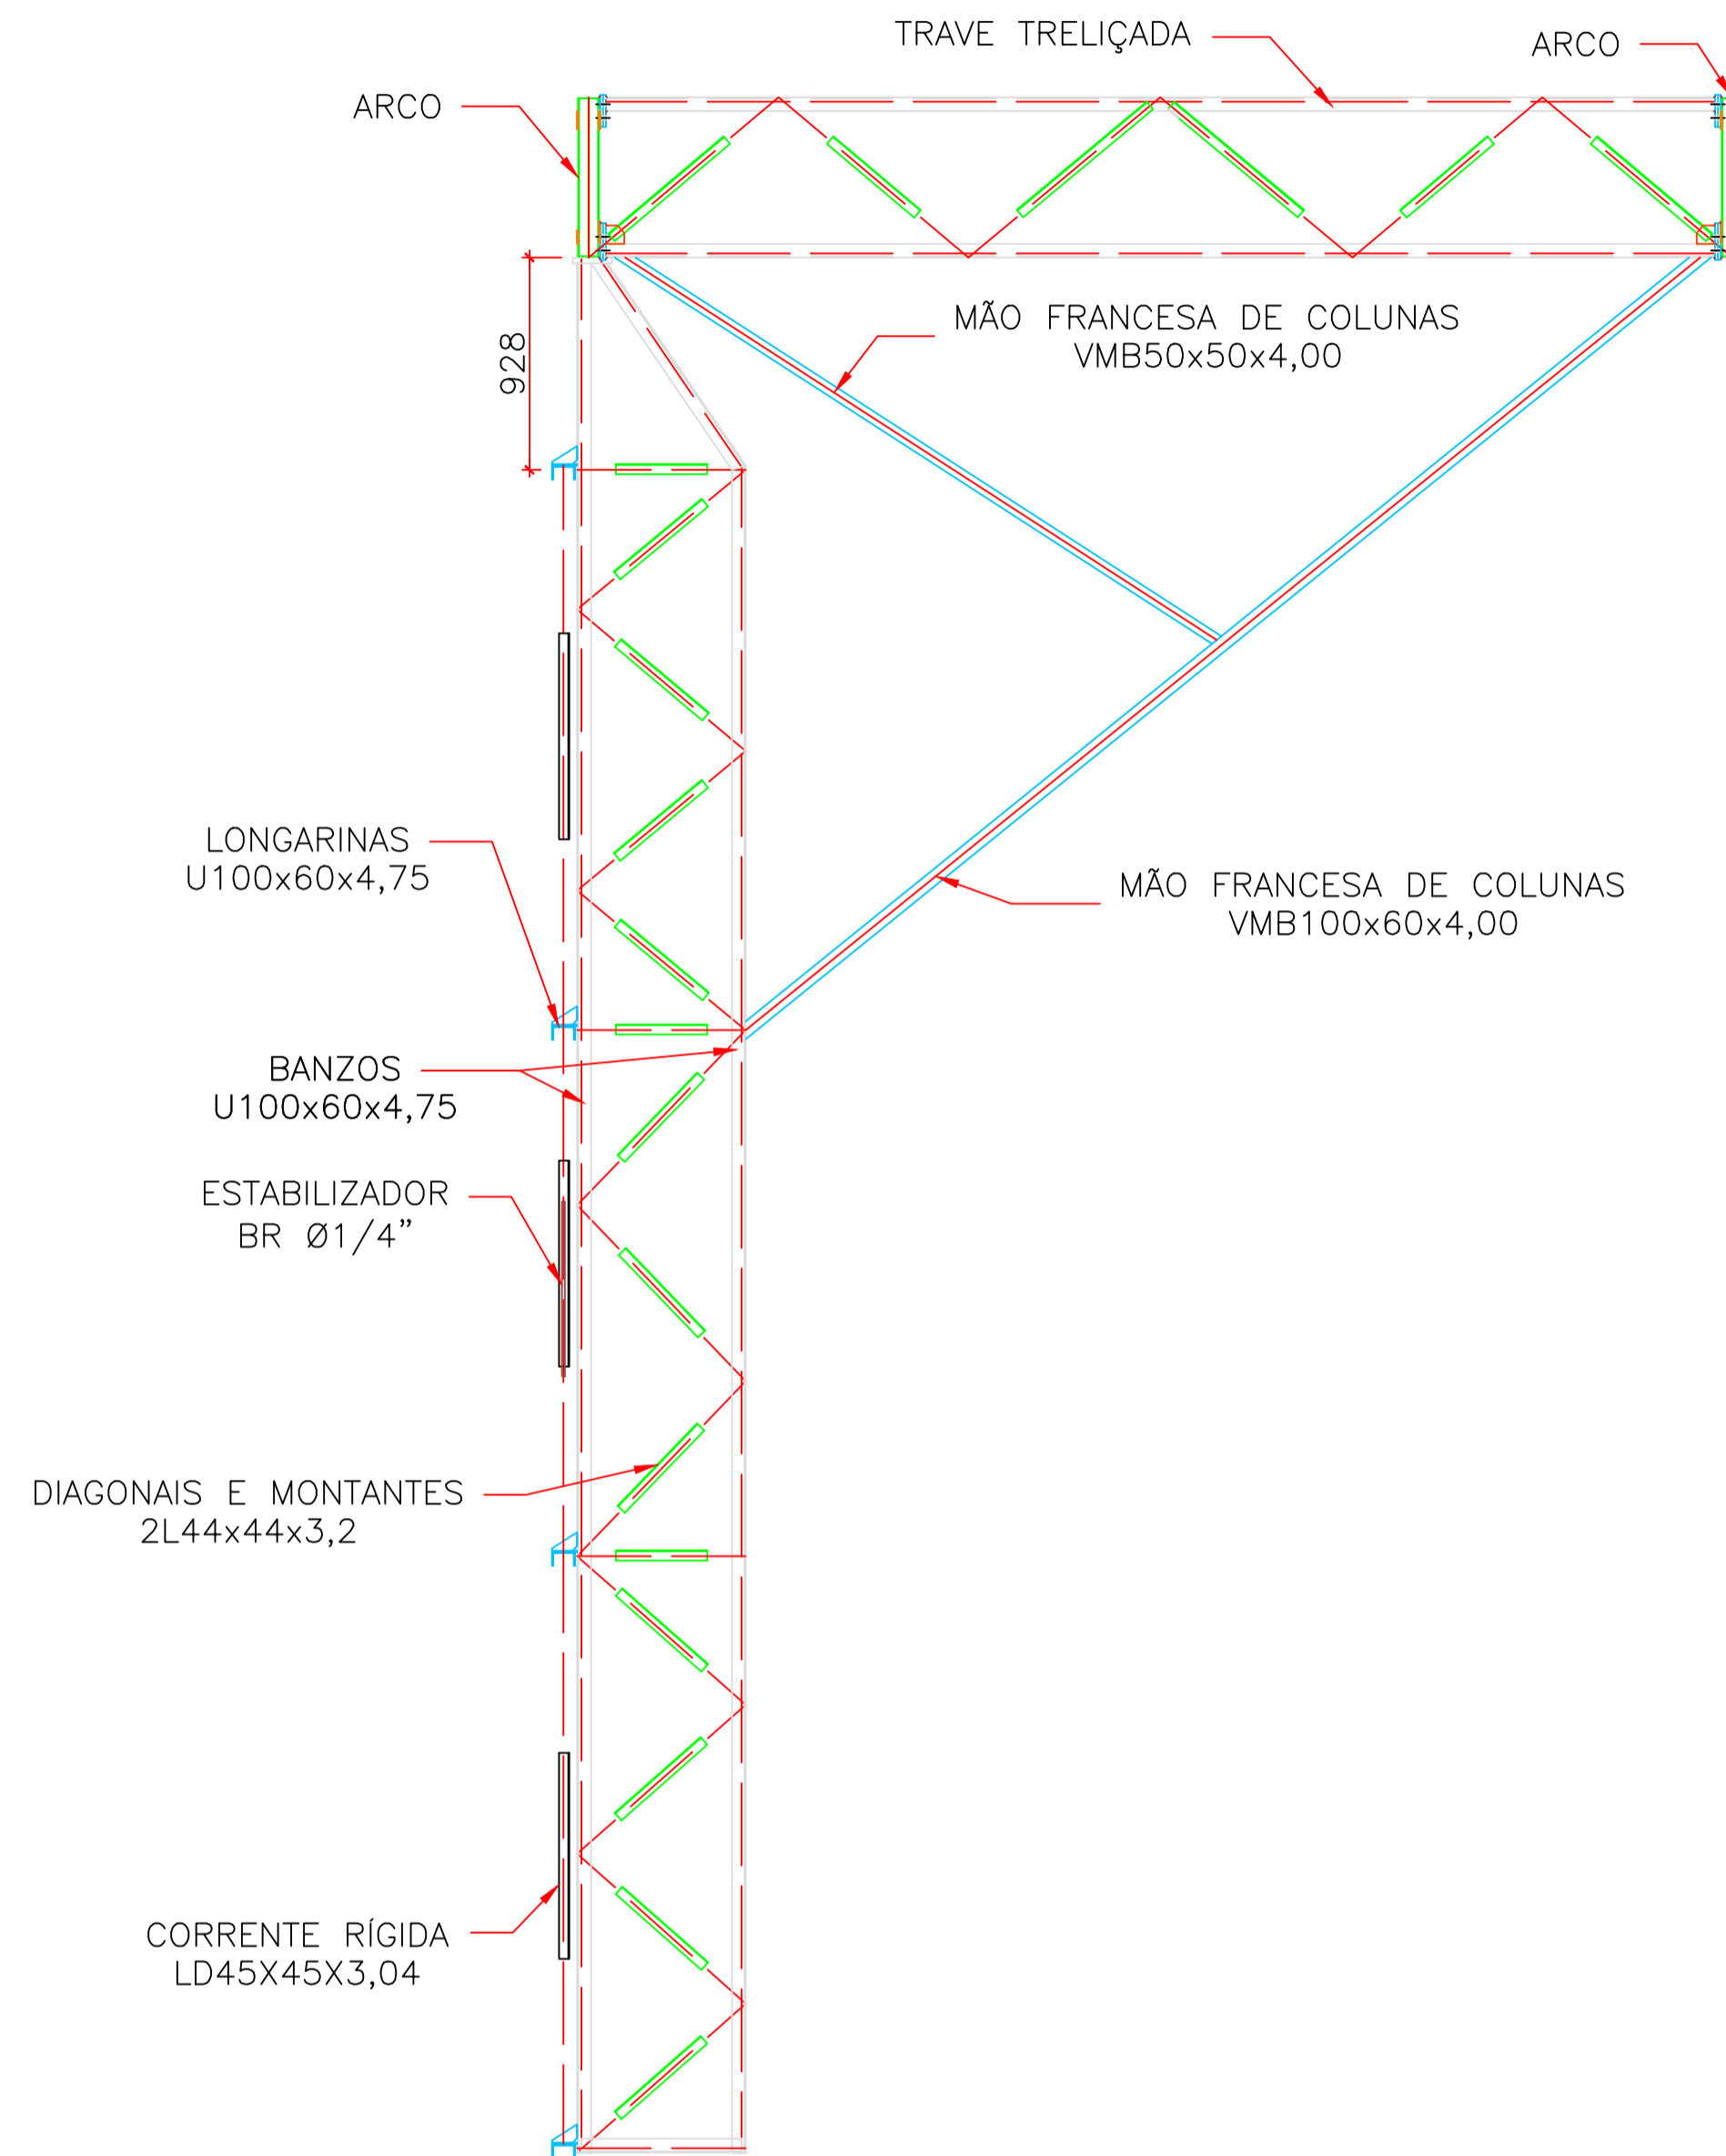 TRAVE TRELIÇADA
ARCO
ARCO
MÃO FRANCESA DE COLUNAS
VMB50x50x4,00
928
LONGARINAS
U100x60x4,75
MÃO FRANCESA DE COLUNAS
VMB100x60x4,00
BANZOS
U100x60x4,75
ESTABILIZADOR
BR Ø1/4”
DIAGONAIS E MONTANTES
2L44x44x3,2
CORRENTE RÍGIDA
LD45X45X3,04